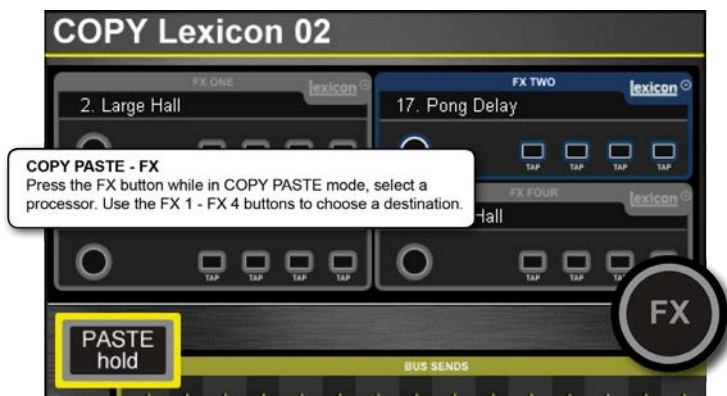 COPY Lexicon 02
FX ONE
lexicon
2. Large Hall
FX TWO
lexicon
17. Pong Delay
TAP TAP TAP TAP
COPY PASTE - FX
Press the FX button while in COPY PASTE mode, select a
processor. Use the FX 1 - FX 4 buttons to choose a destination.
FX FOUR
lexicon
Hall
TAP TAP TAP TAP
TAP TAP TAP TAP
FX
PASTE
hold
BUS SENDS